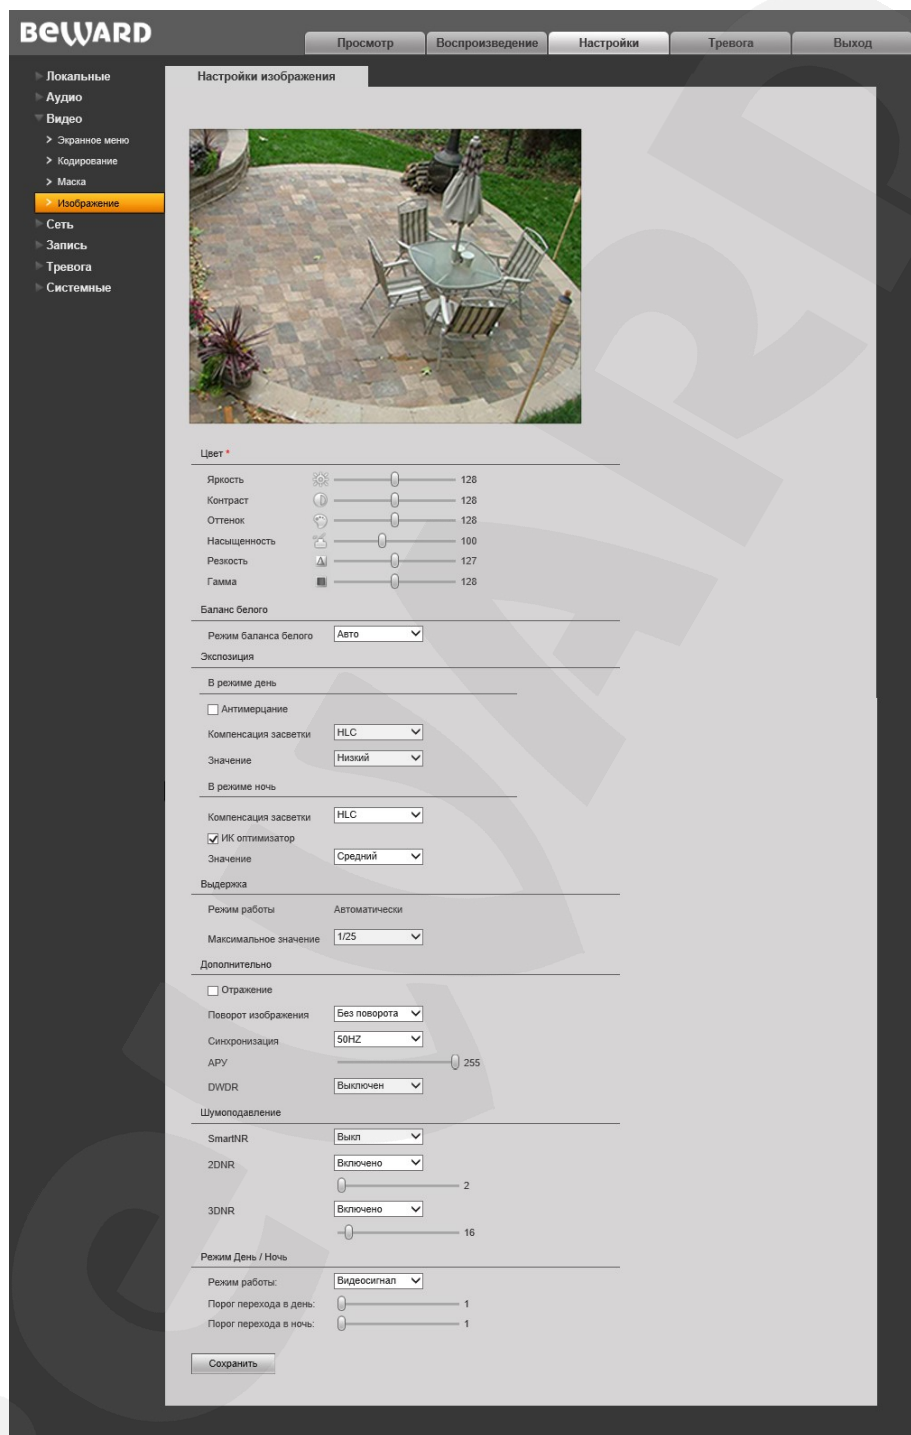 BEWARD
Просмотр Воспроизведение Настройки Тревога Выход
Локальные
Аудио
Видео
Экранное меню
Кодирование
Маска
Изображение
Сеть
Запись
Тревога
Системные
Настройки изображения
Цвет *
Яркость 128
Контраст 128
Оттенок 128
Насыщенность 100
Резкость 127
Гамма 128
Баланс белого
Режим баланса белого Авто
Экспозиция
В режиме день
Антимерцание
Компенсация засветки HLC
Значение Низкий
В режиме ночь
Компенсация засветки HLC
ИК оптимизатор
Значение Средний
Выдержка
Режим работы Автоматически
Максимальное значение 1/25
Дополнительно
Отражение
Поворот изображения Без поворота
Синхронизация 50HZ
АРУ 255
DWDR Выключен
Шумоподавление
SmartNR Выкл
2DNR Включено
2
3DNR Включено
16
Режим День / Ночь
Режим работы: Видеосигнал
Порог перехода в день: 1
Порог перехода в ночь: 1
Сохранить